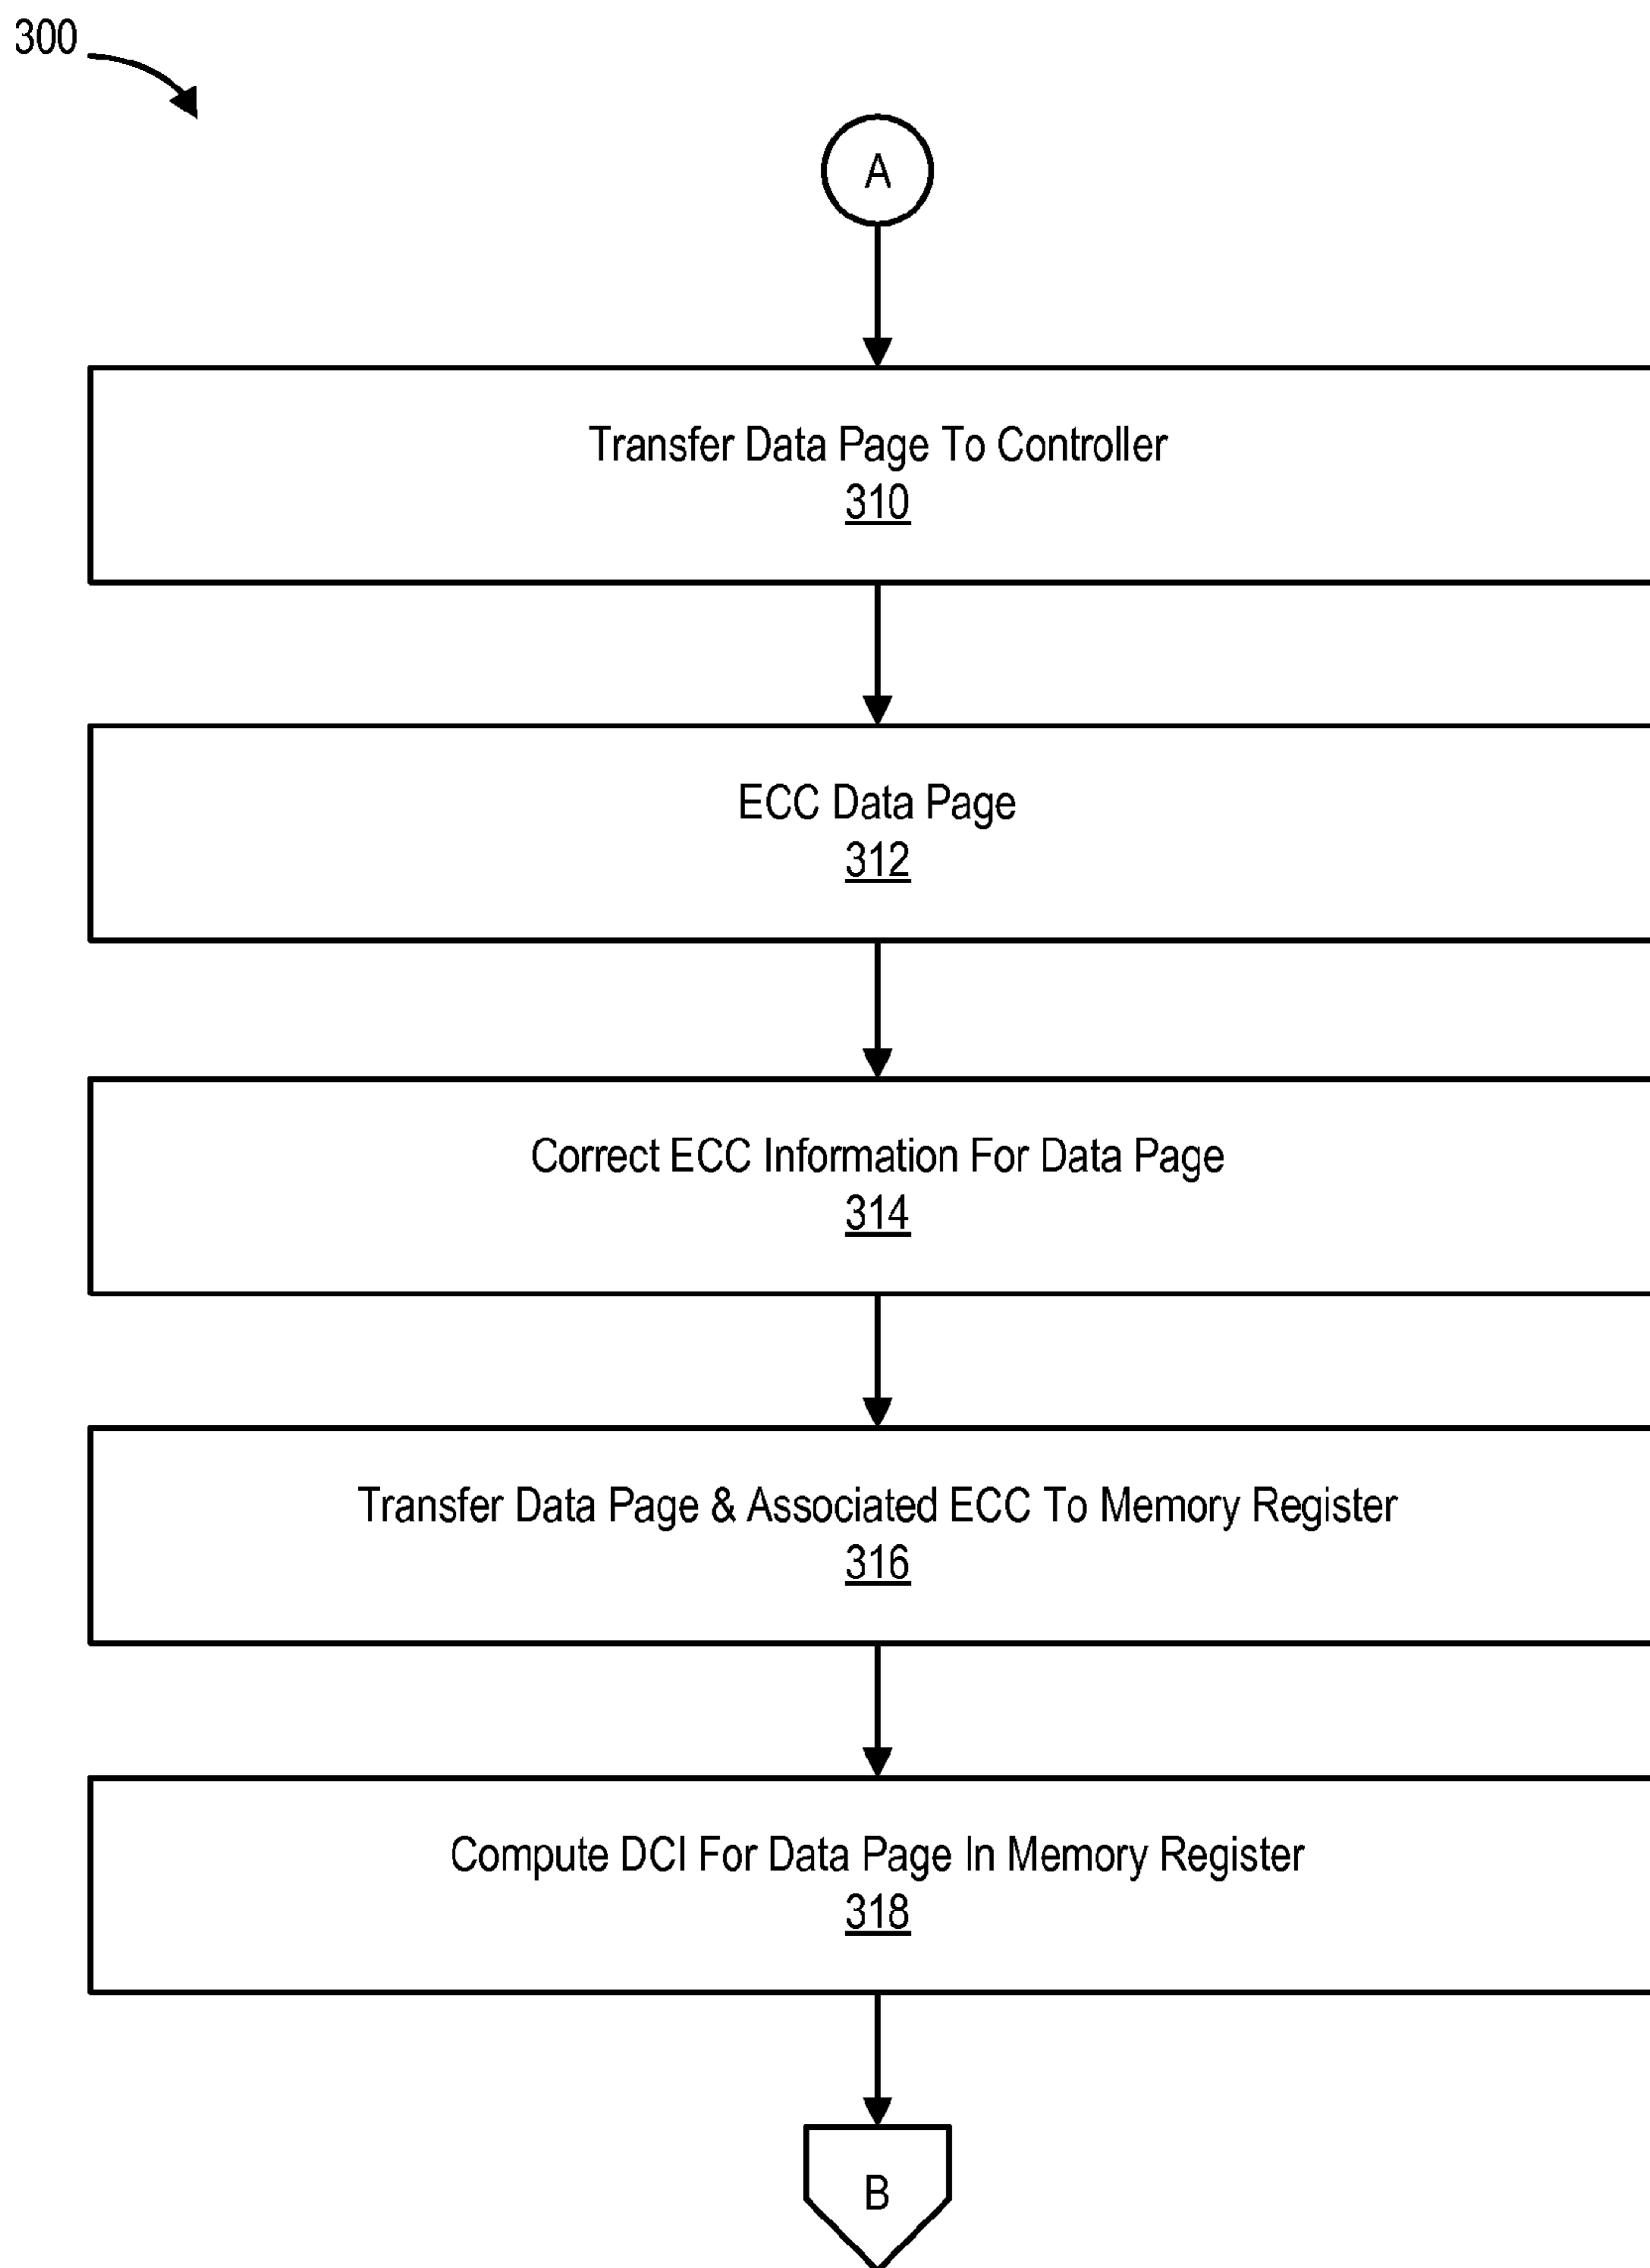 300
A
Transfer Data Page To Controller
310
ECC Data Page
312
Correct ECC Information For Data Page
314
Transfer Data Page & Associated ECC To Memory Register
316
Compute DCI For Data Page In Memory Register
318
B